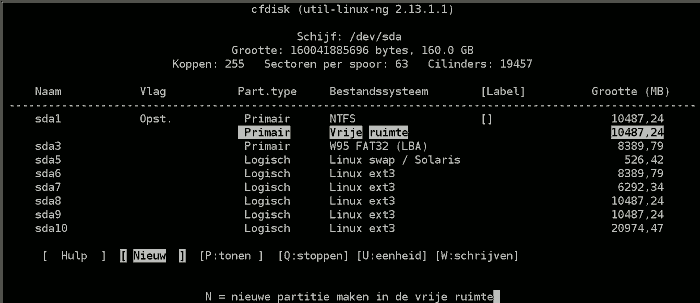 cfdisk (util-linux-ng 2.13.1.1)
Schijf: /dev/sda
Grootte: 160041885696 bytes, 160.0 GB
Koppen: 255 Sectoren per spoor: 63 Cilinders: 19457
Naam Vlag Part.type Bestandssysteem [Label] Grootte (MB)
sda1 Opst. Primair NTFS [] 10487,24
Primair Vrije ruimte 10487,24
sda3 Primair W95 FAT32 (LBA) 8389,79
sda5 Logisch Linux swap / Solaris 526,42
sda6 Logisch Linux ext3 8389,79
sda7 Logisch Linux ext3 6292,34
sda8 Logisch Linux ext3 10487,24
sda9 Logisch Linux ext3 10487,24
sda10 Logisch Linux ext3 20974,47
[ Hulp ] [ Nieuw ] [P:tonen ] [Q:stoppen] [U:eenheid] [W:schrijven]
N = nieuwe partitie maken in de vrije ruimte